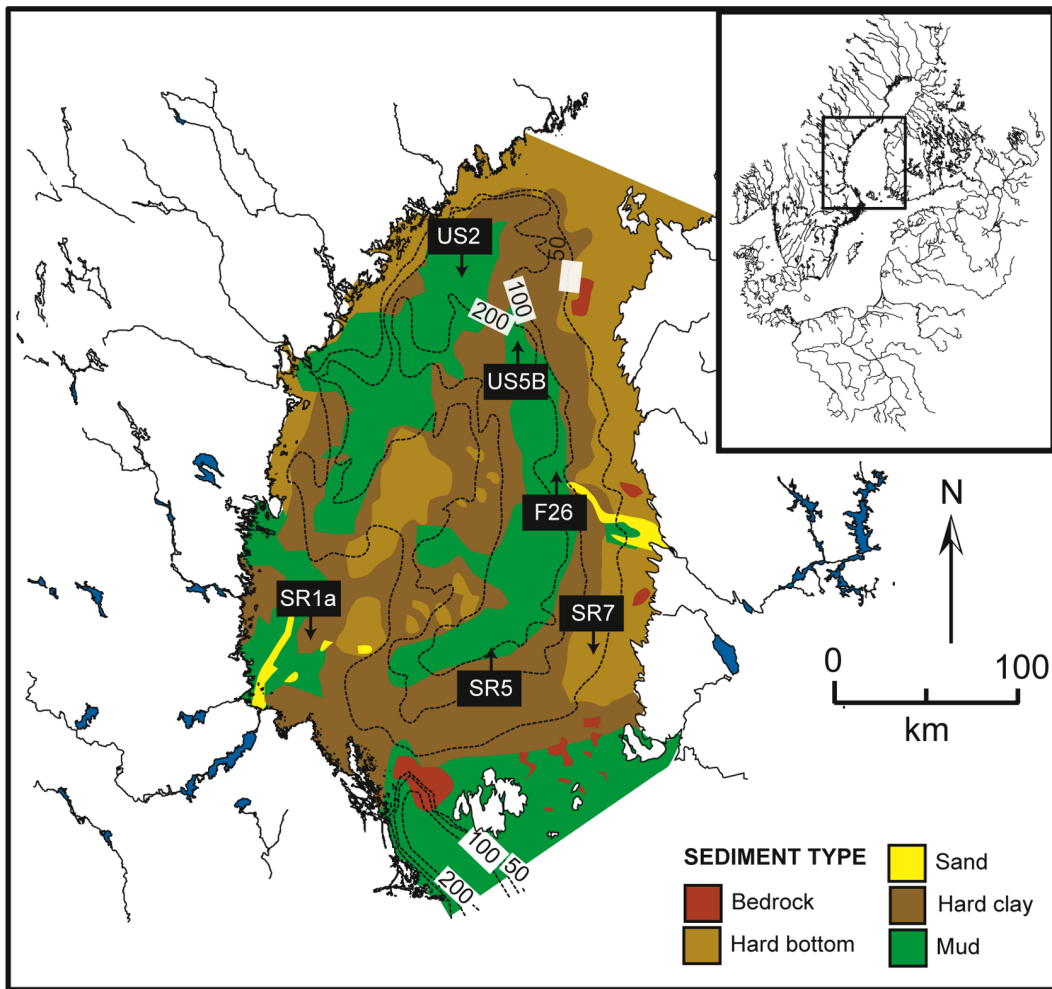 US2
50
100
200
US5B
F26
N
SR1a
SR7
SR5
0 100
km
100
50
200
SEDIMENT TYPE
Bedrock
Hard bottom
Sand
Hard clay
Mud